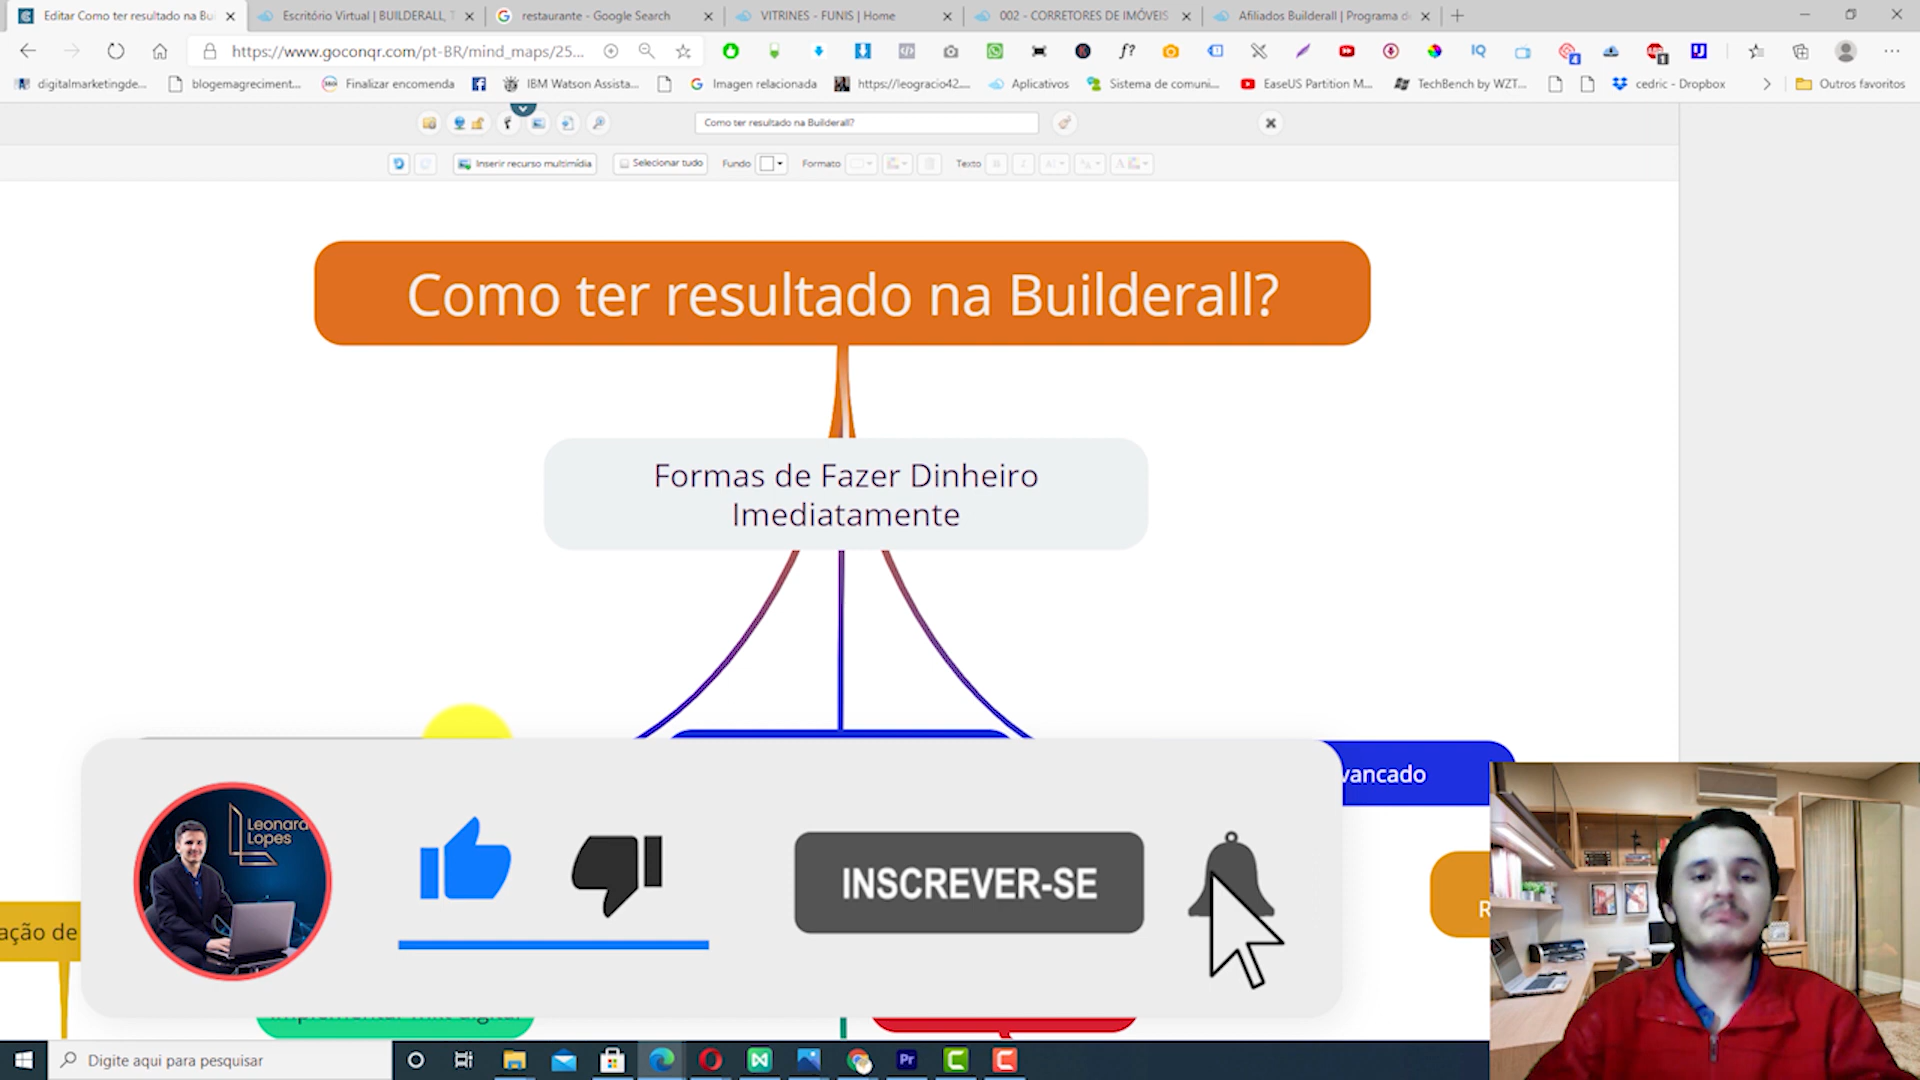 Editar Como ter resultado na Bu
Escritório Virtual | BUILDERALL, T
restaurante - Google Search
VITRINES - FUNIS | Home
002 - CORRETORES DE IMÓVEIS
Afiliados Builderall | Programa d
https://www.goconqr.com/pt-BR/mind_maps/25...
digitalmarketingde...
blogemagreciment...
Finalizar encomenda
IBM Watson Assista...
Imagen relacionada
https://leogracio42...
Aplicativos
Sistema de comuni...
EaseUS Partition M...
TechBench by WZT...
cedric - Dropbox
Outros favoritos
Como ter resultado na Builderall?
Inserir recurso multimídia
Selecionar tudo
Fundo
Formato
Texto
Como ter resultado na Builderall?
Formas de Fazer Dinheiro
Imediatamente
vancado
Leonard
Lopes
INSCREVER-SE
R
ação de
Digite aqui para pesquisar